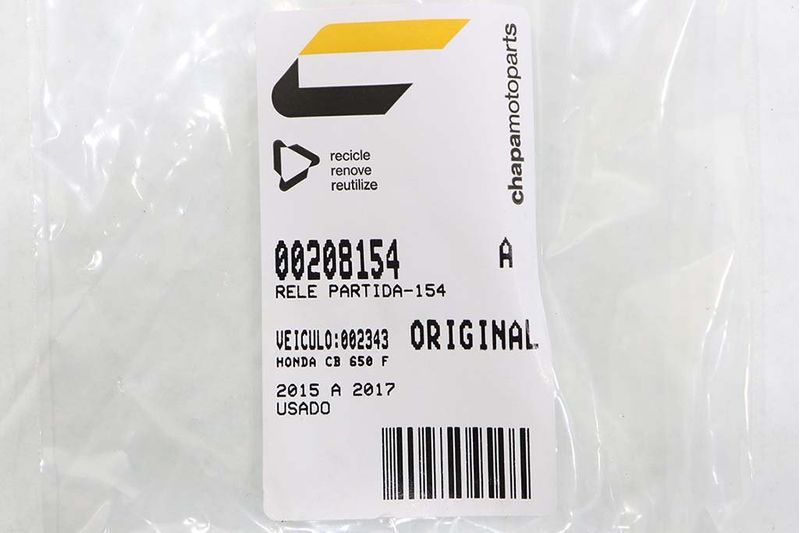 chapamotoparts
recicle
renove
reutilize
00208154 A
RELE PARTIDA-154
VEICULO:002343 ORIGINAL
HONDA CB 650 F
2015 A 2017
USADO